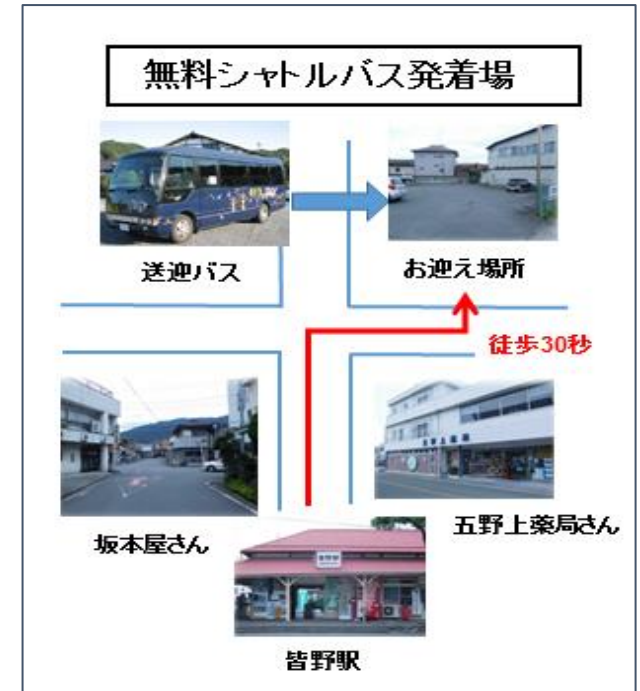 無料シャトルバス発着場
送迎バス
お迎え場所
徒歩30秒
坂本屋さん
五野上薬局さん
皆野駅